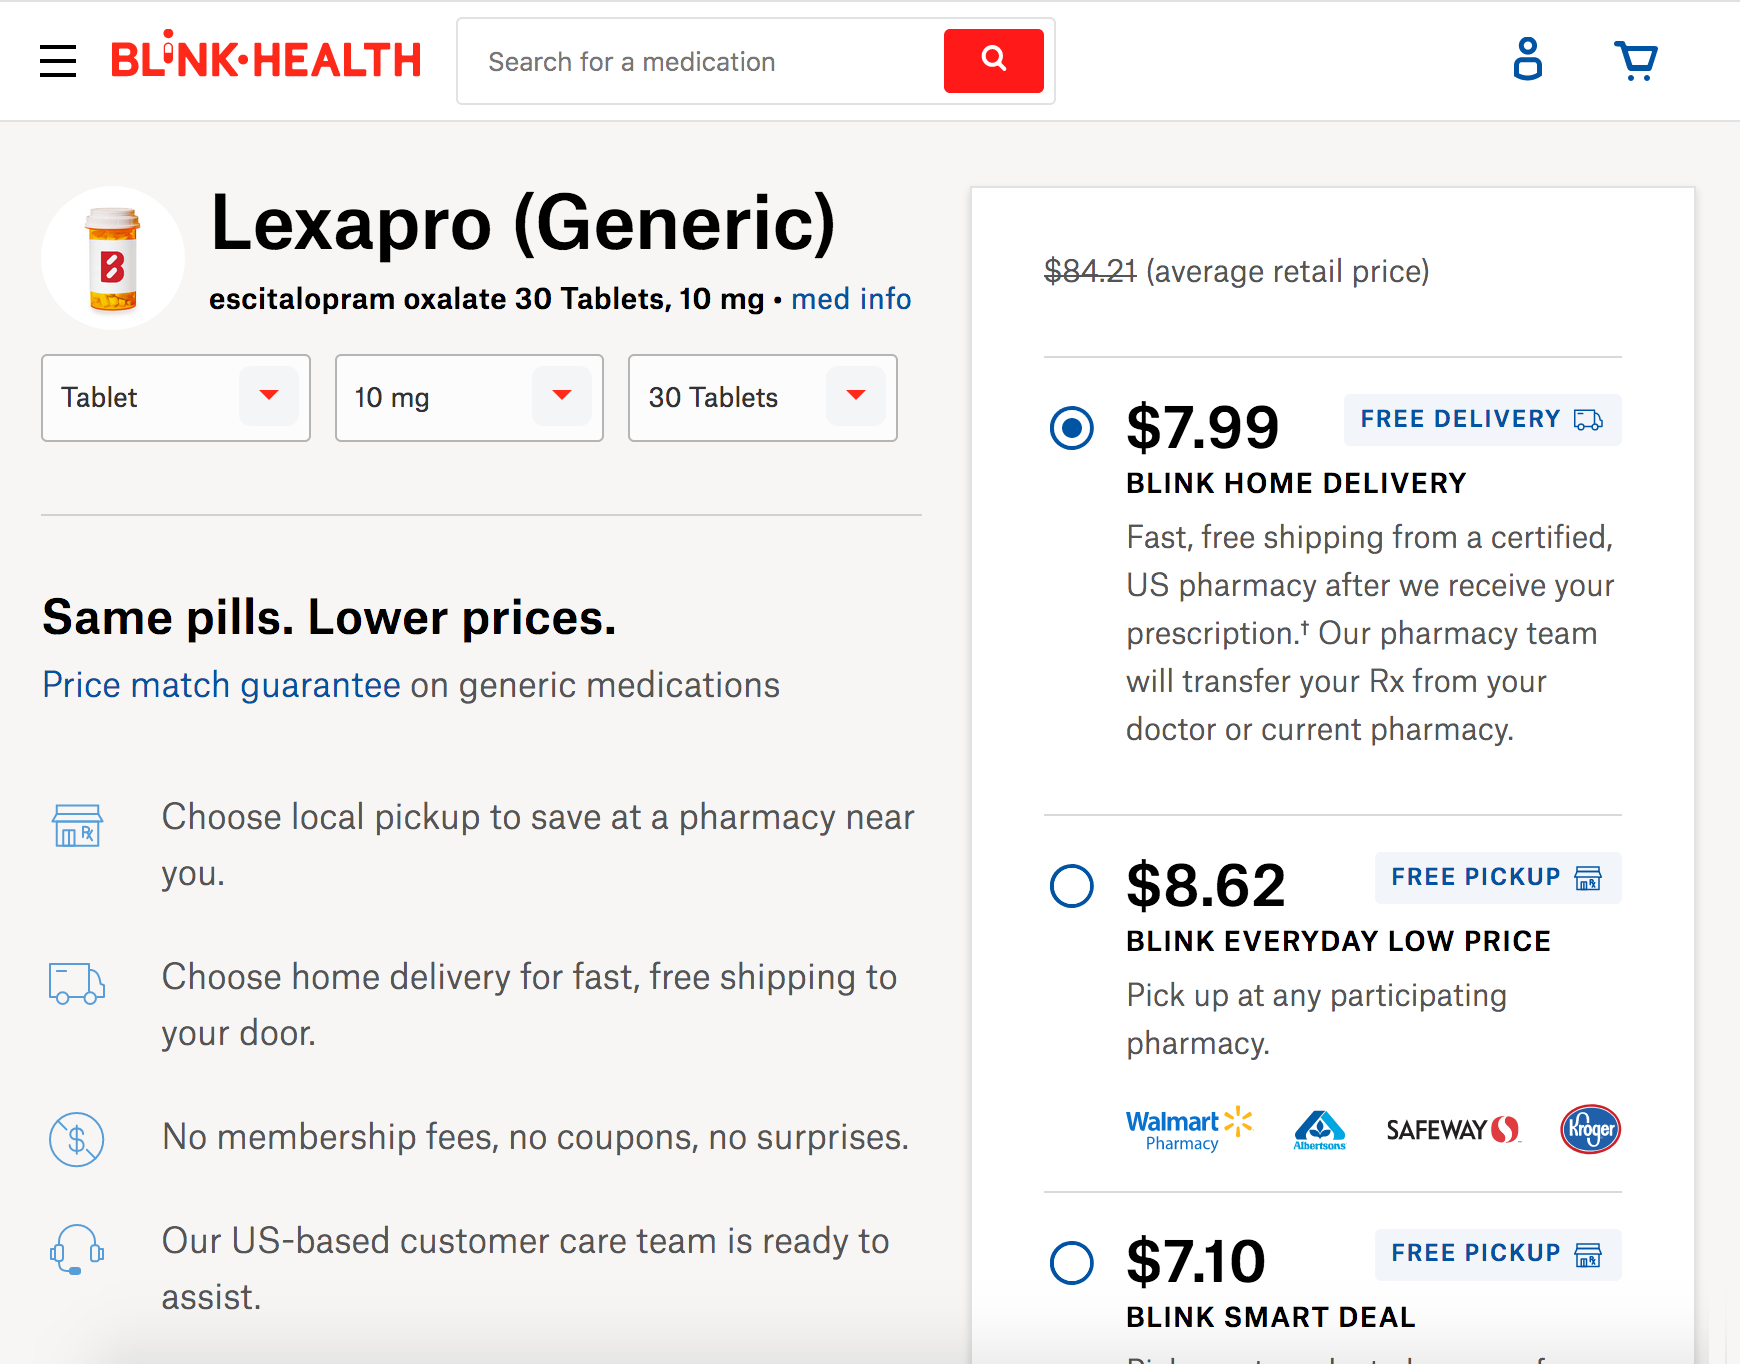 BLINK•HEALTH
Search for a medication
Lexapro (Generic)
escitalopram oxalate 30 Tablets, 10 mg • med info
Tablet
10 mg
30 Tablets
Same pills. Lower prices.
Price match guarantee on generic medications
Choose local pickup to save at a pharmacy near
you.
Choose home delivery for fast, free shipping to
your door.
No membership fees, no coupons, no surprises.
Our US-based customer care team is ready to
assist.
$84.21 (average retail price)
$7.99
FREE DELIVERY
BLINK HOME DELIVERY
Fast, free shipping from a certified,
US pharmacy after we receive your
prescription.† Our pharmacy team
will transfer your Rx from your
doctor or current pharmacy.
$8.62
FREE PICKUP
BLINK EVERYDAY LOW PRICE
Pick up at any participating
pharmacy.
Walmart
Pharmacy
Albertsons
SAFEWAY
Kroger
$7.10
FREE PICKUP
BLINK SMART DEAL